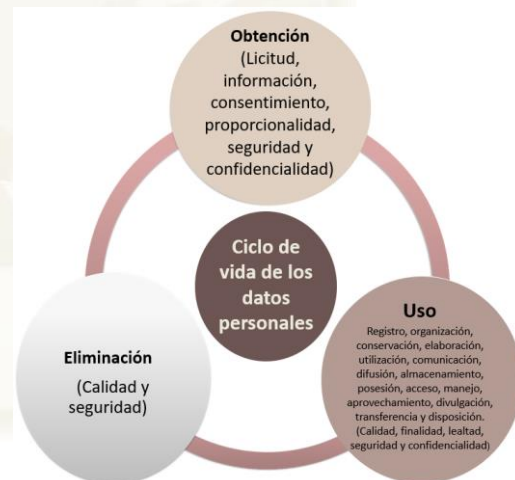 Obtención
(Licitud,
información,
consentimiento,
proporcionalidad,
seguridad y
confidencialidad)
Ciclo de
vida de los
datos
personales
Uso
Registro, organización,
conservación, elaboración,
utilización, comunicación,
difusión, almacenamiento,
posesión, acceso, manejo,
aprovechamiento, divulgación,
transferencia y disposición.
(Calidad, finalidad, lealtad,
seguridad y confidencialidad)
Eliminación
(Calidad y
seguridad)